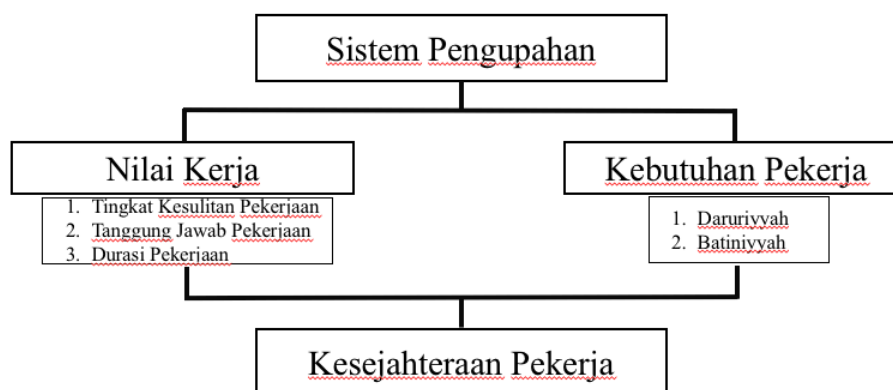 Sistem Pengupahan
Nilai Kerja
1. Tingkat Kesulitan Pekerjaan
2. Tanggung Jawab Pekerjaan
3. Durasi Pekerjaan
Kebutuhan Pekerja
1. Daruriyyah
2. Batiniyyah
Kesejahteraan Pekerja